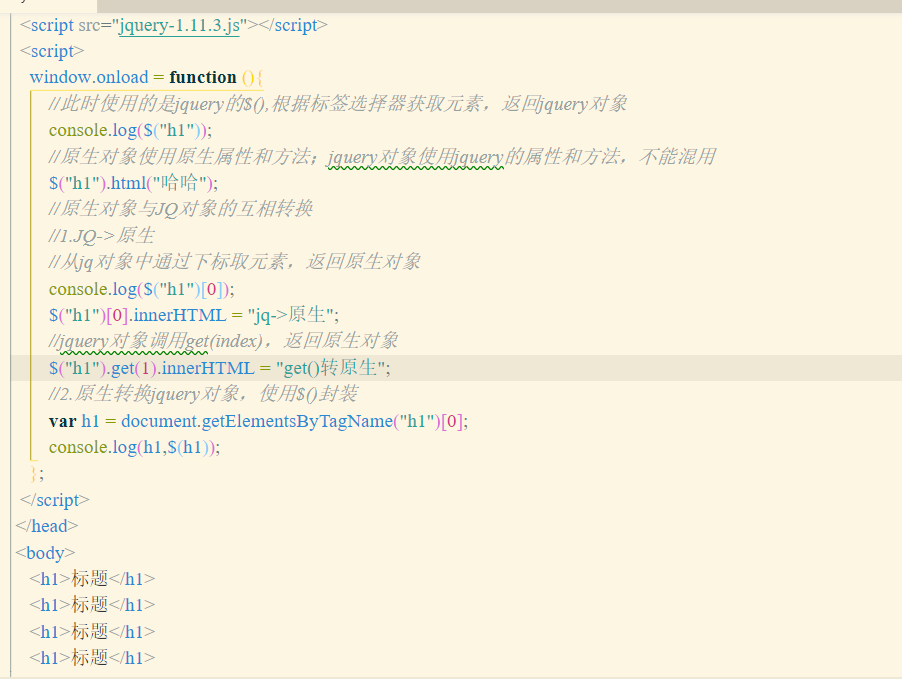 <script src="jquery-1.11.3.js"></script>
<script>
window.onload = function (){
//此时使用的是jquery的$(),根据标签选择器获取元素，返回jquery对象
console.log($("h1"));
//原生对象使用原生属性和方法；jquery对象使用jquery的属性和方法，不能混用
$("h1").html("哈哈");
//原生对象与JQ对象的互相转换
//1.JQ->原生
//从jq对象中通过下标取元素，返回原生对象
console.log($("h1")[0]);
$("h1")[0].innerHTML = "jq->原生";
//jquery对象调用get(index)，返回原生对象
$("h1").get(1).innerHTML = "get()转原生";
//2.原生转换jquery对象，使用$()封装
var h1 = document.getElementsByTagName("h1")[0];
console.log(h1,$(h1));
};
</script>
</head>
<body>
<h1>标题</h1>
<h1>标题</h1>
<h1>标题</h1>
<h1>标题</h1>